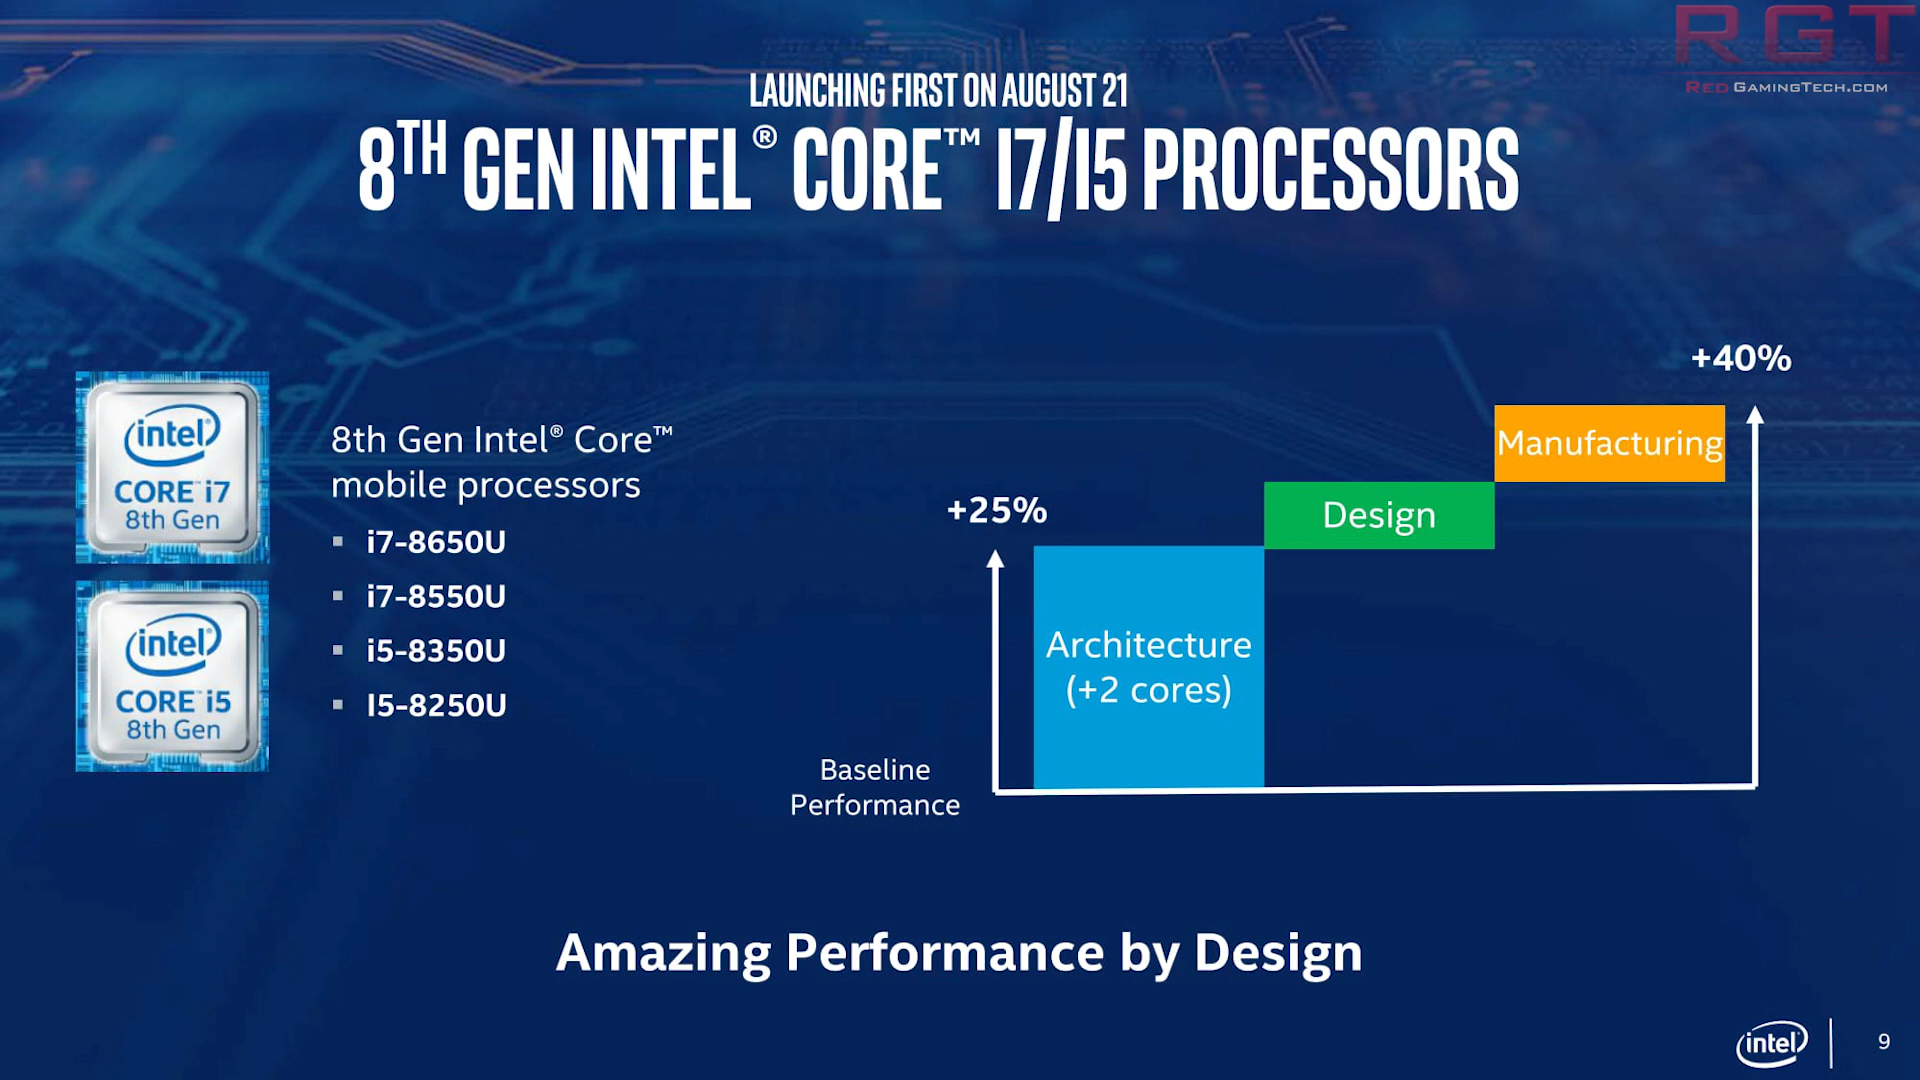 RGT
RED GAMINGTECH.COM
LAUNCHING FIRST ON AUGUST 21
8TH GEN INTEL® CORE™ I7/I5 PROCESSORS
intel®
CORE™ i7
8th Gen
intel®
CORE™ i5
8th Gen
8th Gen Intel® Core™
mobile processors
▪ i7-8650U
▪ i7-8550U
▪ i5-8350U
▪ I5-8250U
+25%
+40%
Architecture
(+2 cores)
Design
Manufacturing
Baseline
Performance
Amazing Performance by Design
intel®
9